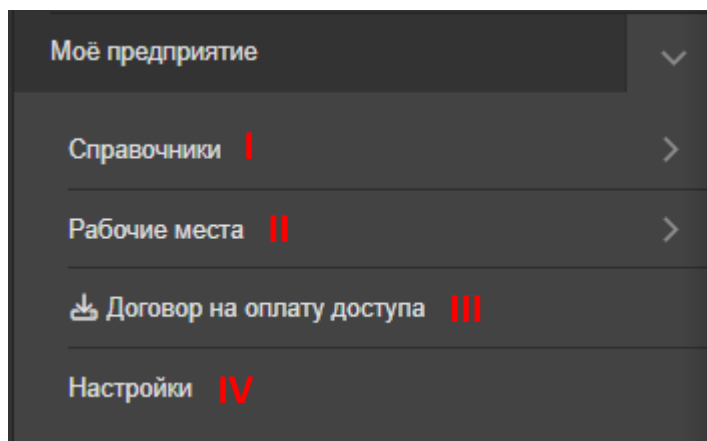 Моё предприятие
Справочники I
Рабочие места II
Договор на оплату доступа III
Настройки IV